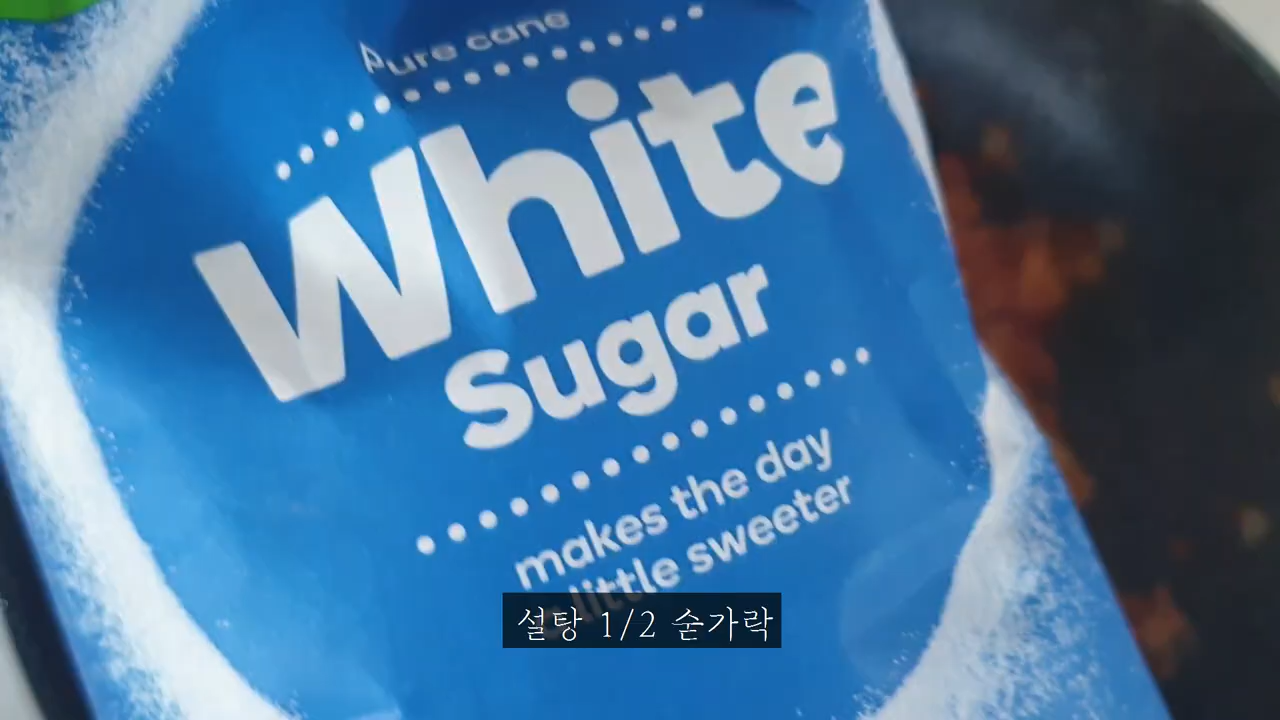 Pure cane
White
Sugar
makes the day
a little sweeter
설탕 1/2 숟가락